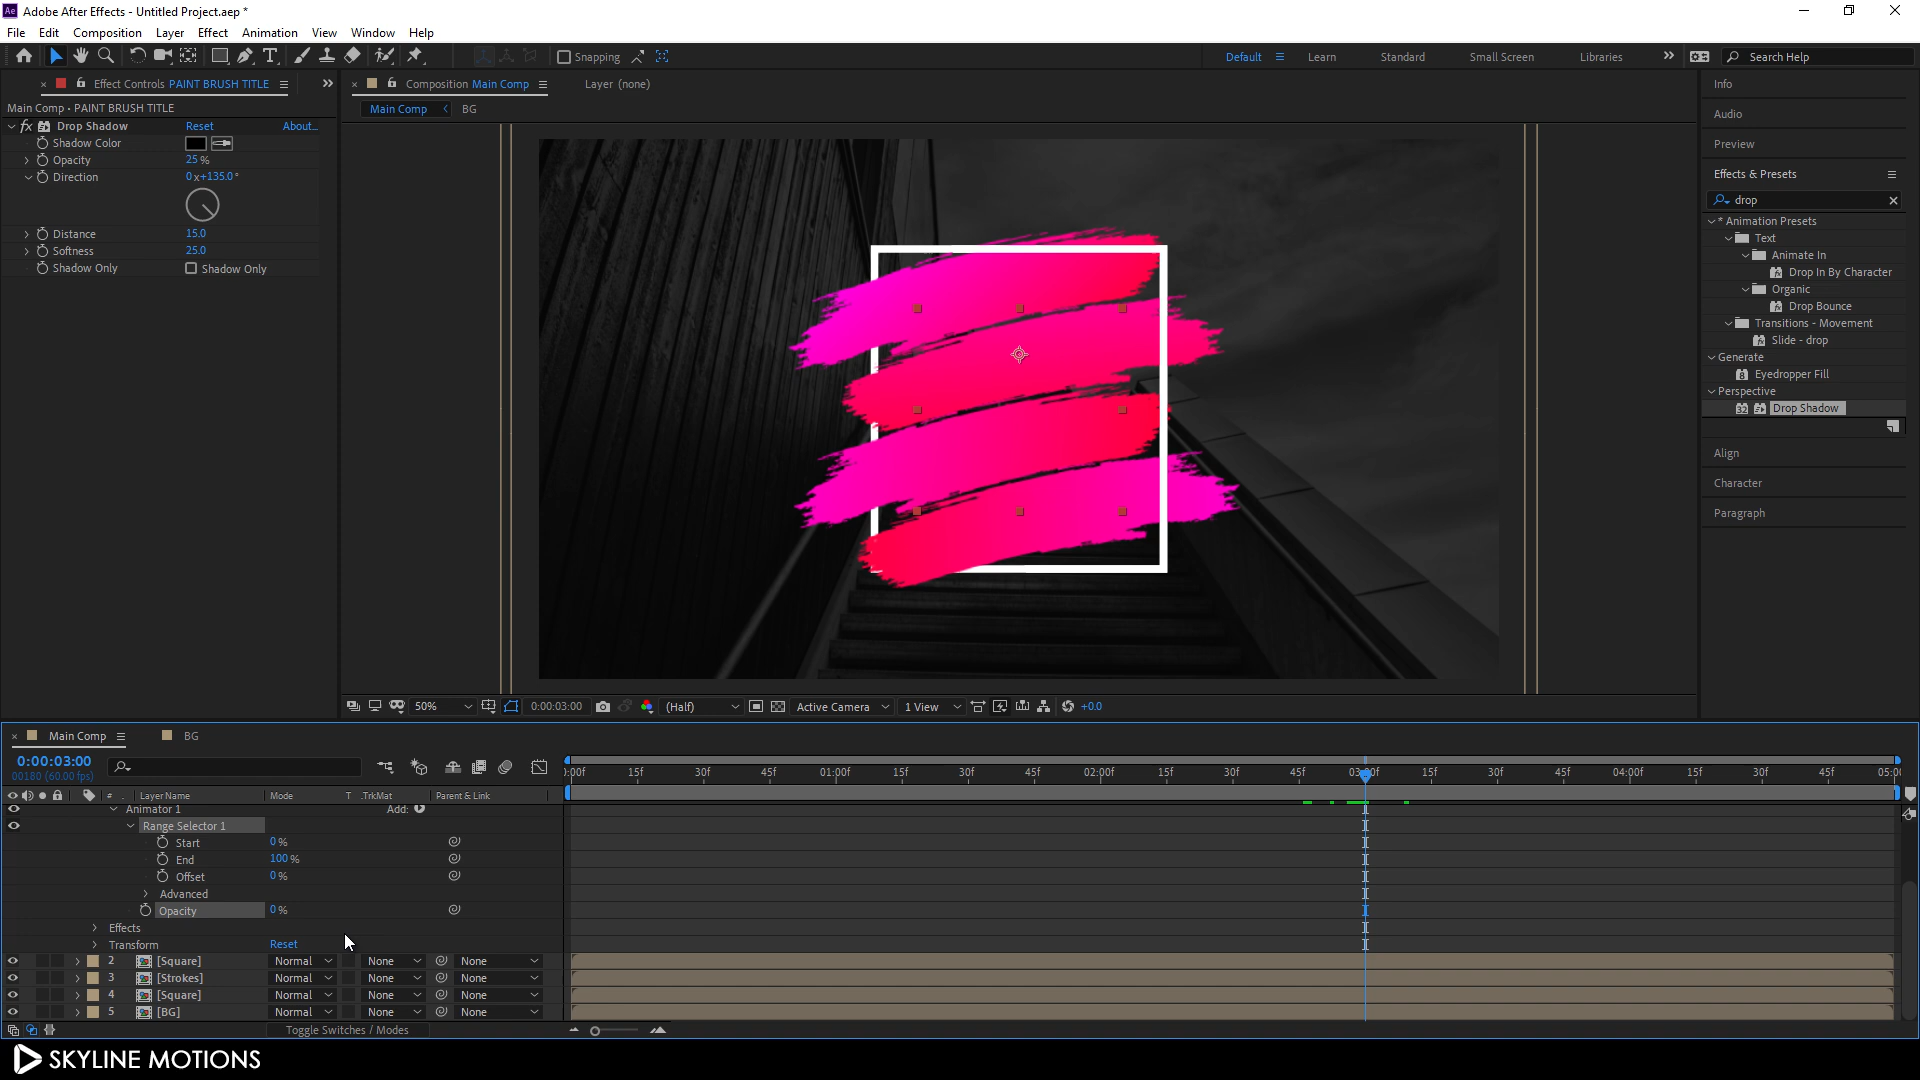 Adobe After Effects - Untitled Project.aep *
File Edit Composition Layer Effect Animation View Window Help
Snapping Default Learn Standard Small Screen Libraries Search Help
Effect Controls PAINT BRUSH TITLE
Main Comp • PAINT BRUSH TITLE
fx Drop Shadow Reset About...
Shadow Color
Opacity 25 %
Direction 0x+135.0°
Distance 15.0
Softness 25.0
Shadow Only Shadow Only
Composition Main Comp Layer (none)
Main Comp BG
50% 0:00:03:00 (Half) Active Camera 1 View +0.0
Info
Audio
Preview
Effects & Presets
drop
* Animation Presets
Text
Animate In
Drop In By Character
Organic
Drop Bounce
Transitions - Movement
Slide - drop
Generate
Eyedropper Fill
Perspective
Drop Shadow
Align
Character
Paragraph
Main Comp BG
0:00:03:00
00180 (60.00 fps)
:00f 15f 30f 45f 01:00f 15f 30f 45f 02:00f 15f 30f 45f 03:00f 15f 30f 45f 04:00f 15f 30f 45f 05:0
# Layer Name Mode T .TrkMat Parent & Link
Animator 1 Add:
Range Selector 1
Start 0 %
End 100 %
Offset 0 %
Advanced
Opacity 0 %
Effects
Transform Reset
2 [Square] Normal None None
3 [Strokes] Normal None None
4 [Square] Normal None None
5 [BG] Normal None None
Toggle Switches / Modes
SKYLINE MOTIONS